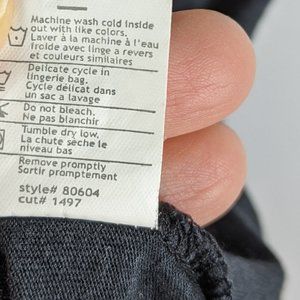 Machine wash cold inside
out with like colors.
Laver à la machine à l'eau
froide avec linge a revers
et couleurs similaires
Delicate cycle in
lingerie bag.
Cycle délicat dans
un sac a lavage
Do not bleach.
Ne pas blanchir
Tumble dry low.
La chute sèche le
niveau bas
Remove promptly
Sortir promptement
style# 80604
cut# 1497